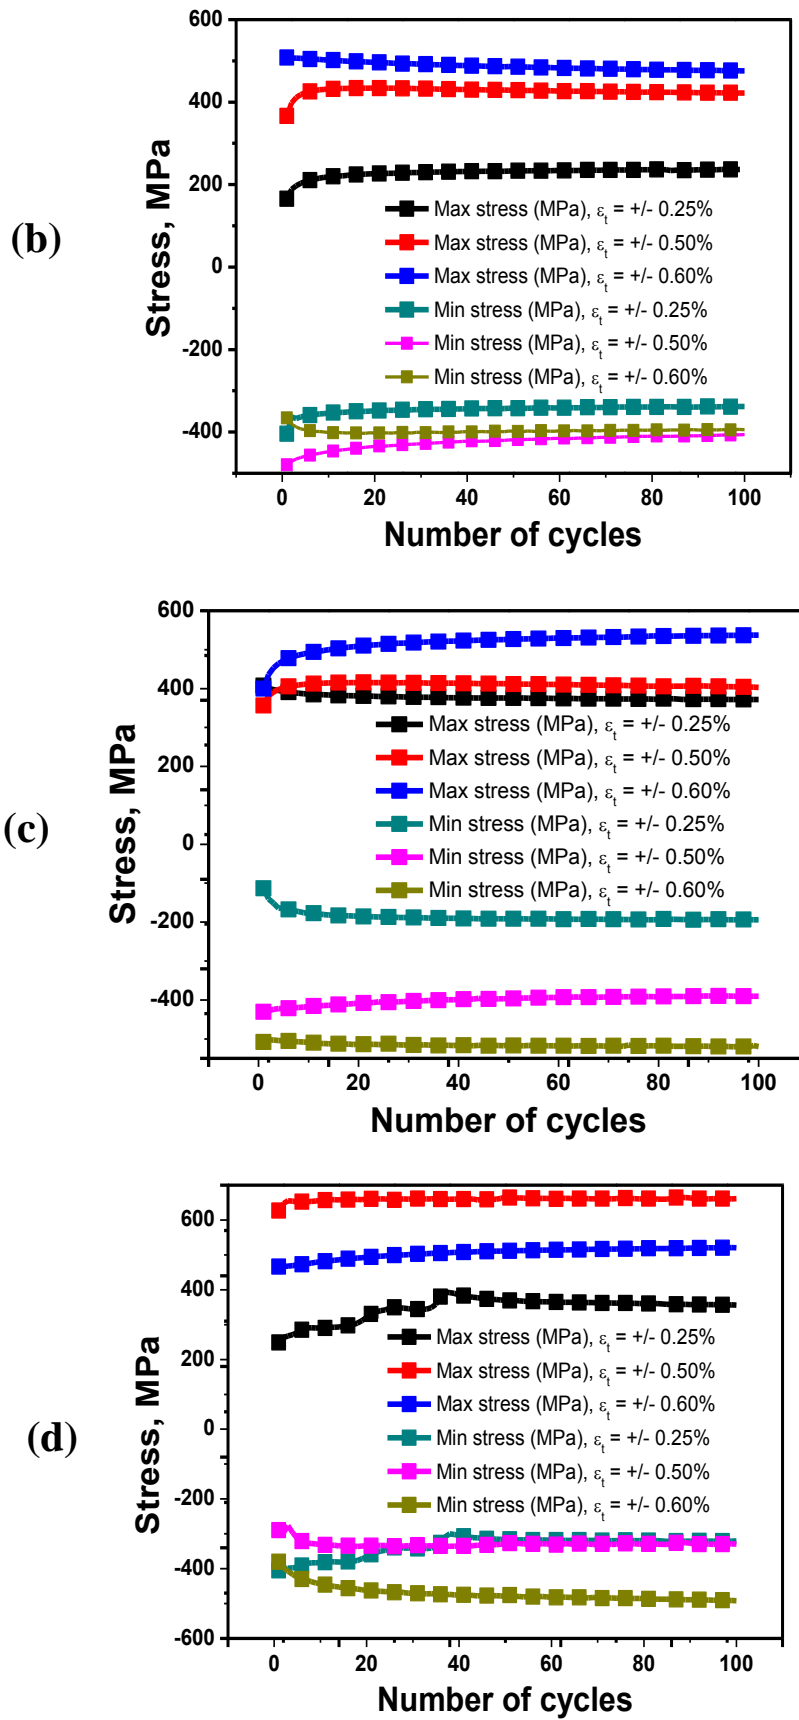 600
400
200
0
-200
-400
Stress, MPa
(b)
Max stress (MPa), εt = +/- 0.25%
Max stress (MPa), εt = +/- 0.50%
Max stress (MPa), εt = +/- 0.60%
Min stress (MPa), εt = +/- 0.25%
Min stress (MPa), εt = +/- 0.50%
Min stress (MPa), εt = +/- 0.60%
0 20 40 60 80 100
Number of cycles
600
400
200
0
-200
-400
Stress, MPa
(c)
Max stress (MPa), εt = +/- 0.25%
Max stress (MPa), εt = +/- 0.50%
Max stress (MPa), εt = +/- 0.60%
Min stress (MPa), εt = +/- 0.25%
Min stress (MPa), εt = +/- 0.50%
Min stress (MPa), εt = +/- 0.60%
0 20 40 60 80 100
Number of cycles
600
400
200
0
-200
-400
-600
Stress, MPa
(d)
Max stress (MPa), εt = +/- 0.25%
Max stress (MPa), εt = +/- 0.50%
Max stress (MPa), εt = +/- 0.60%
Min stress (MPa), εt = +/- 0.25%
Min stress (MPa), εt = +/- 0.50%
Min stress (MPa), εt = +/- 0.60%
0 20 40 60 80 100
Number of cycles